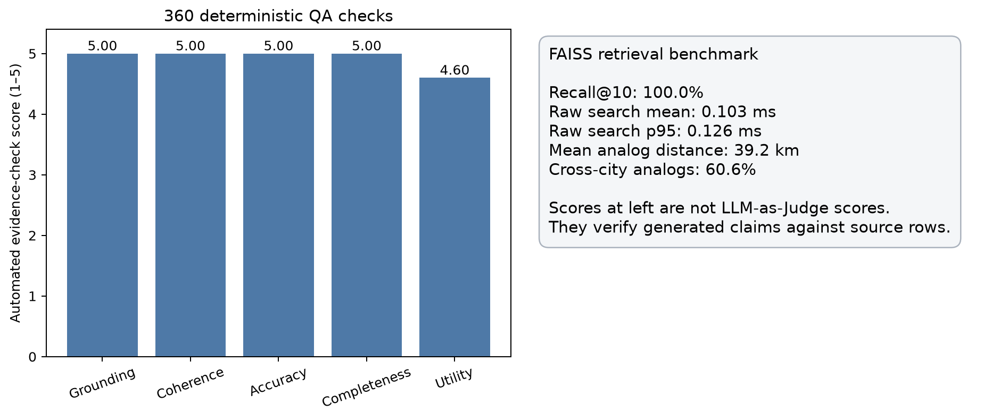 360 deterministic QA checks
Automated evidence-check score (1–5)
5
4
3
2
1
0
5.00
5.00
5.00
5.00
4.60
Grounding
Coherence
Accuracy
Completeness
Utility
FAISS retrieval benchmark
Recall@10: 100.0%
Raw search mean: 0.103 ms
Raw search p95: 0.126 ms
Mean analog distance: 39.2 km
Cross-city analogs: 60.6%
Scores at left are not LLM-as-Judge scores.
They verify generated claims against source rows.